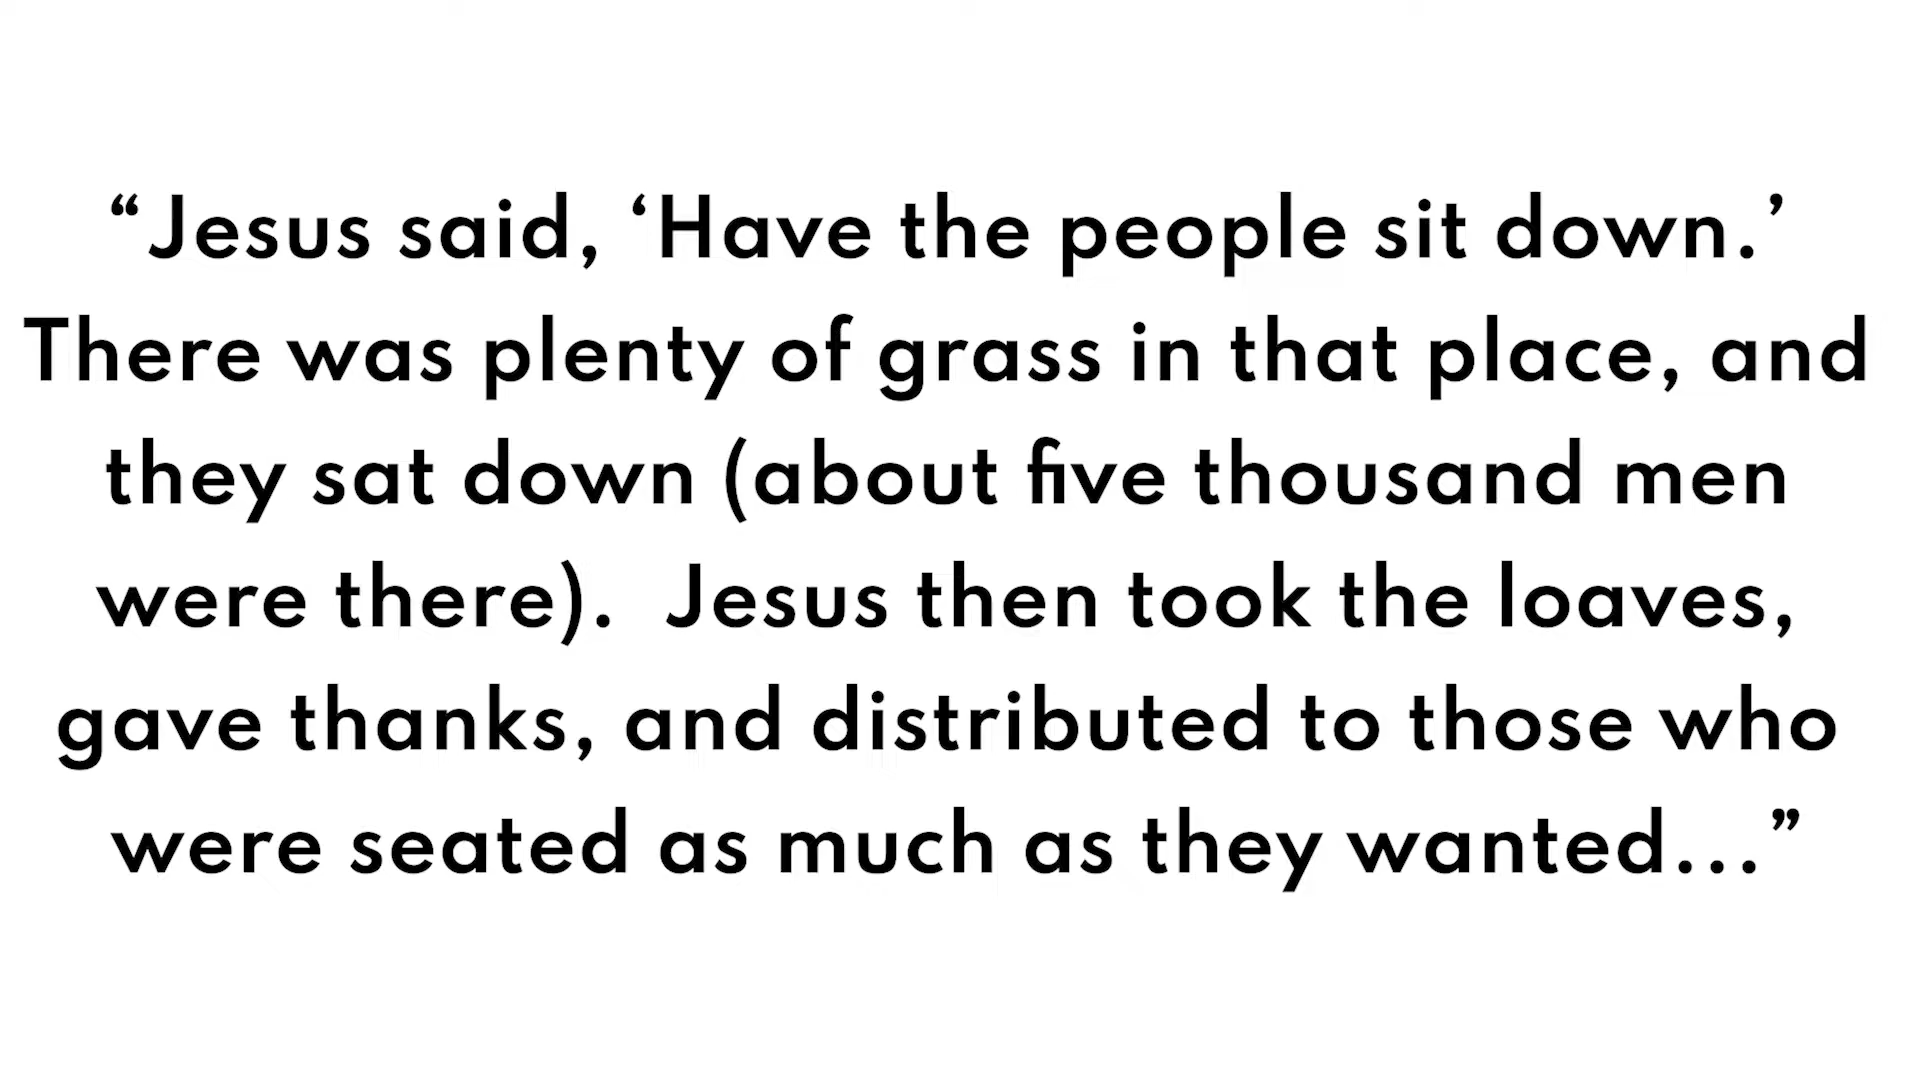 “Jesus said, ‘Have the people sit down.’
There was plenty of grass in that place, and
they sat down (about five thousand men
were there).  Jesus then took the loaves,
gave thanks, and distributed to those who
were seated as much as they wanted...”